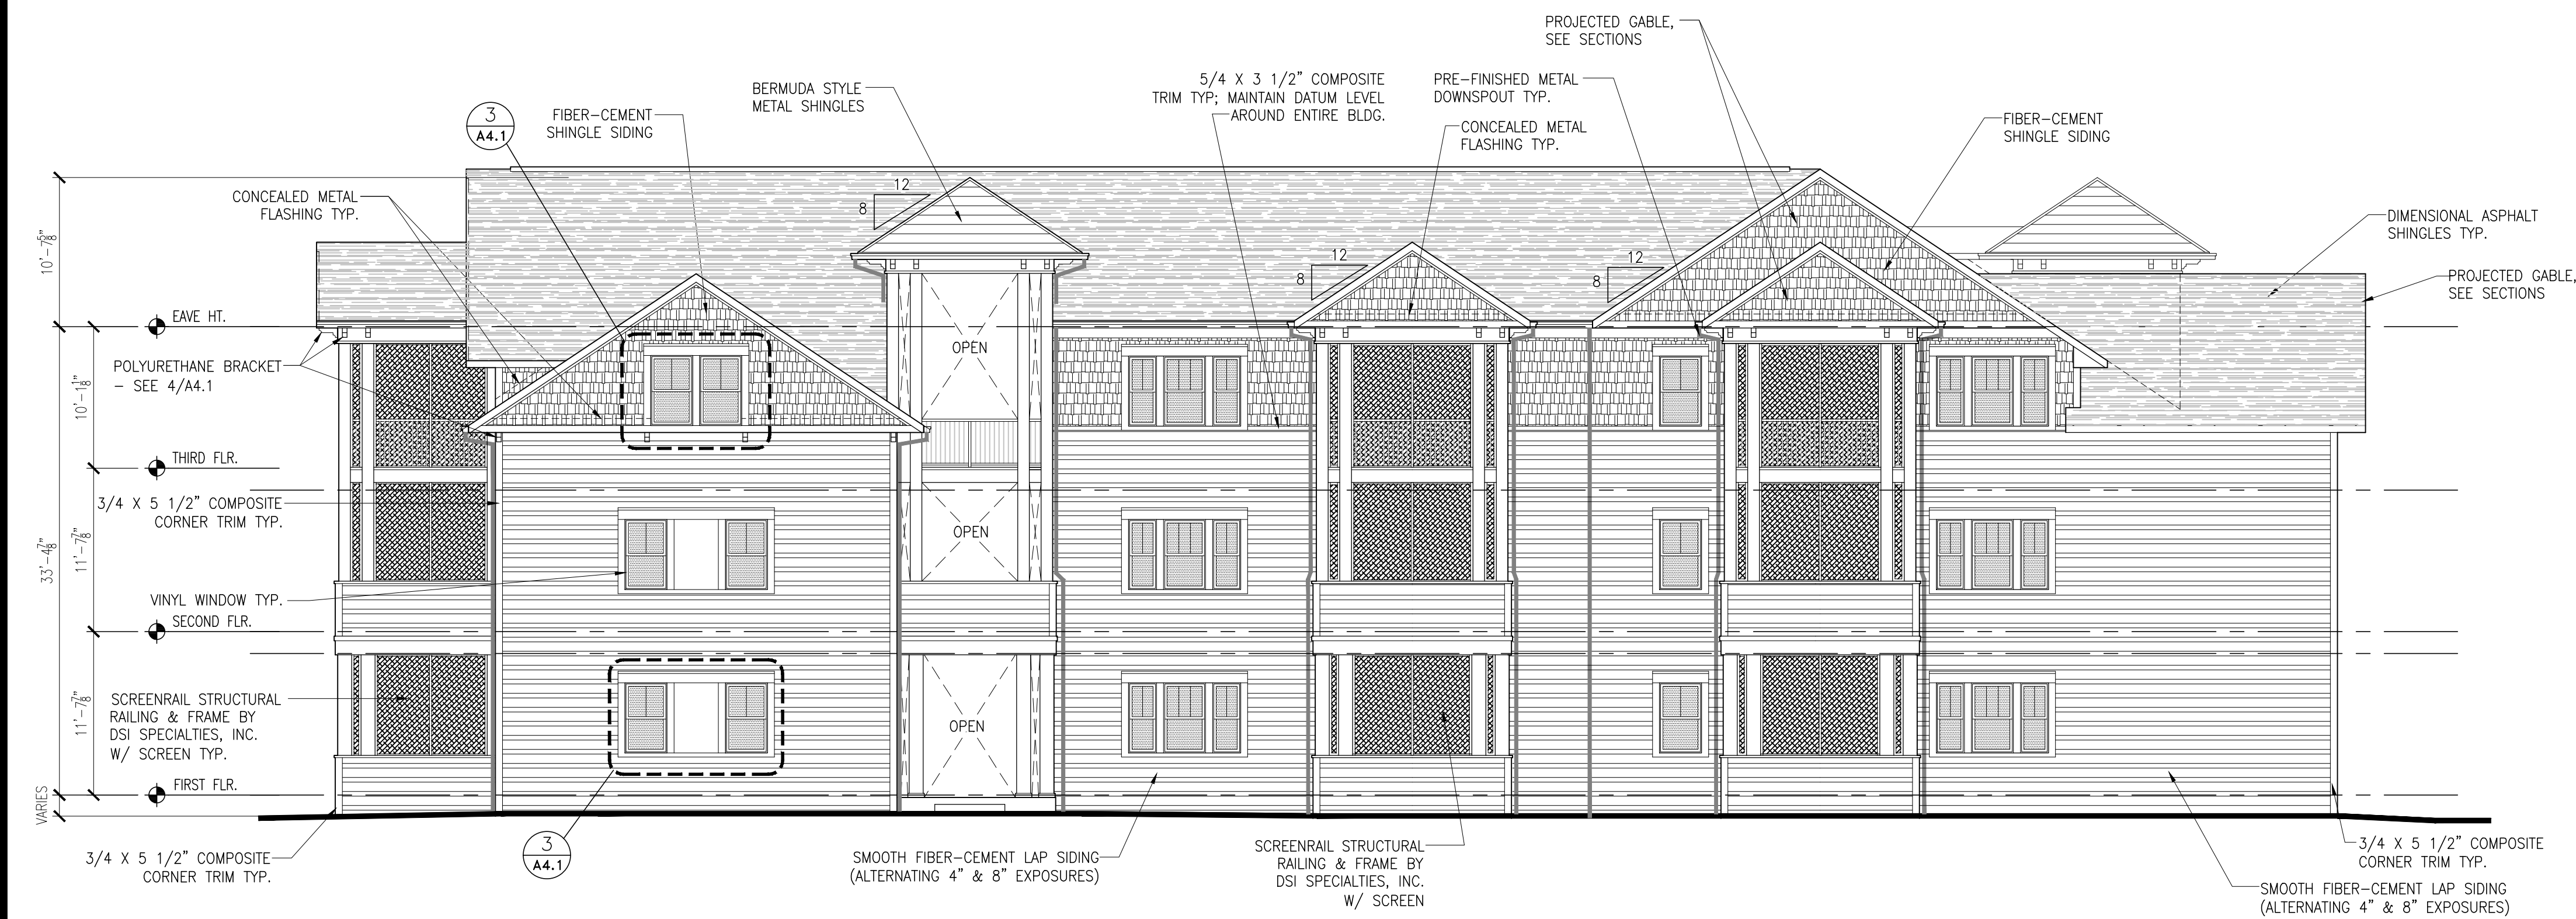 PROJECTED GABLE,
SEE SECTIONS
5/4 X 3 1/2" COMPOSITE
TRIM TYP; MAINTAIN DATUM LEVEL
AROUND ENTIRE BLDG.
PRE-FINISHED METAL
DOWNSPOUT TYP.
BERMUDA STYLE
METAL SHINGLES
3
A4.1
FIBER-CEMENT
SHINGLE SIDING
CONCEALED METAL
FLASHING TYP.
FIBER-CEMENT
SHINGLE SIDING
CONCEALED METAL
FLASHING TYP.
12
8
12
8
12
8
DIMENSIONAL ASPHALT
SHINGLES TYP.
PROJECTED GABLE,
SEE SECTIONS
10'-7 5/8"
EAVE HT.
OPEN
POLYURETHANE BRACKET
- SEE 4/A4.1
10'-1 1/8"
THIRD FLR.
3/4 X 5 1/2" COMPOSITE
CORNER TRIM TYP.
OPEN
33'-4 7/8"
11'-7 7/8"
VINYL WINDOW TYP.
SECOND FLR.
11'-7 7/8"
SCREENRAIL STRUCTURAL
RAILING & FRAME BY
DSI SPECIALTIES, INC.
W/ SCREEN TYP.
OPEN
FIRST FLR.
VARIES
3/4 X 5 1/2" COMPOSITE
CORNER TRIM TYP.
3
A4.1
SMOOTH FIBER-CEMENT LAP SIDING
(ALTERNATING 4" & 8" EXPOSURES)
SCREENRAIL STRUCTURAL
RAILING & FRAME BY
DSI SPECIALTIES, INC.
W/ SCREEN
3/4 X 5 1/2" COMPOSITE
CORNER TRIM TYP.
SMOOTH FIBER-CEMENT LAP SIDING
(ALTERNATING 4" & 8" EXPOSURES)